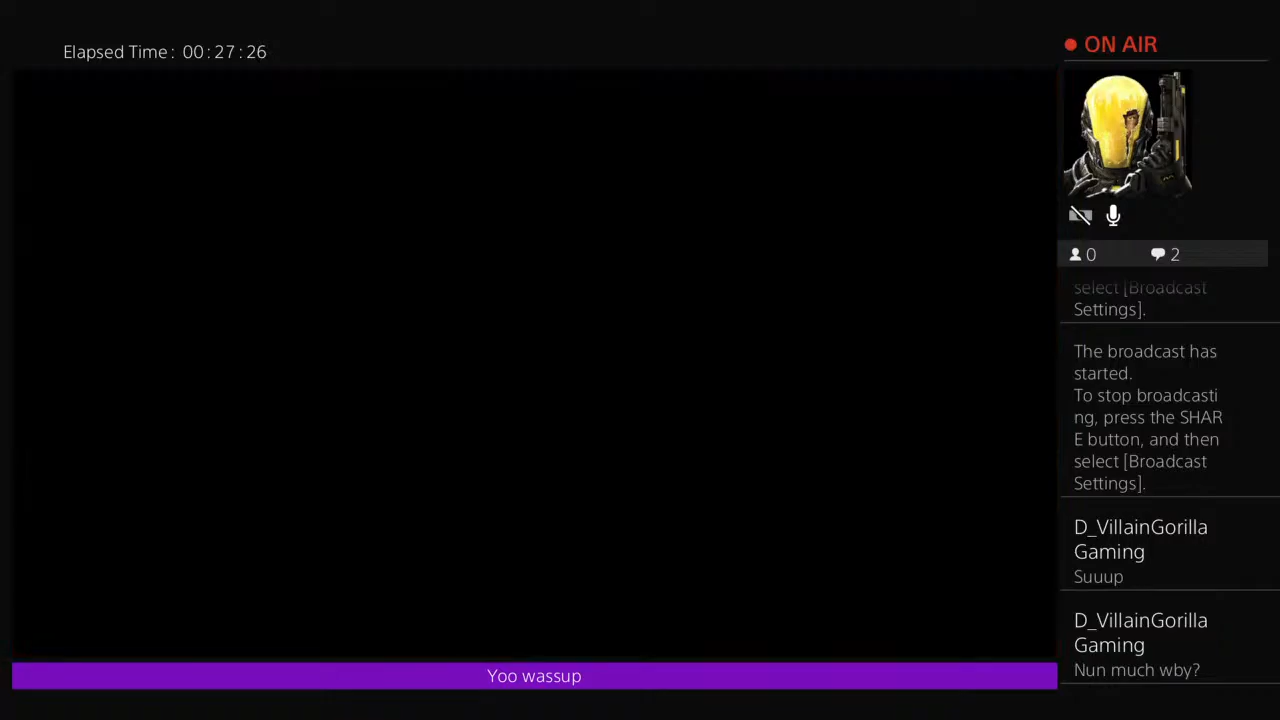 Elapsed Time: 00:27:26
ON AIR
0 2
select [Broadcast
Settings].
The broadcast has
started.
To stop broadcasti
ng, press the SHAR
E button, and then
select [Broadcast
Settings].
D_VillainGorilla
Gaming
Suuup
D_VillainGorilla
Gaming
Nun much wby?
Yoo wassup